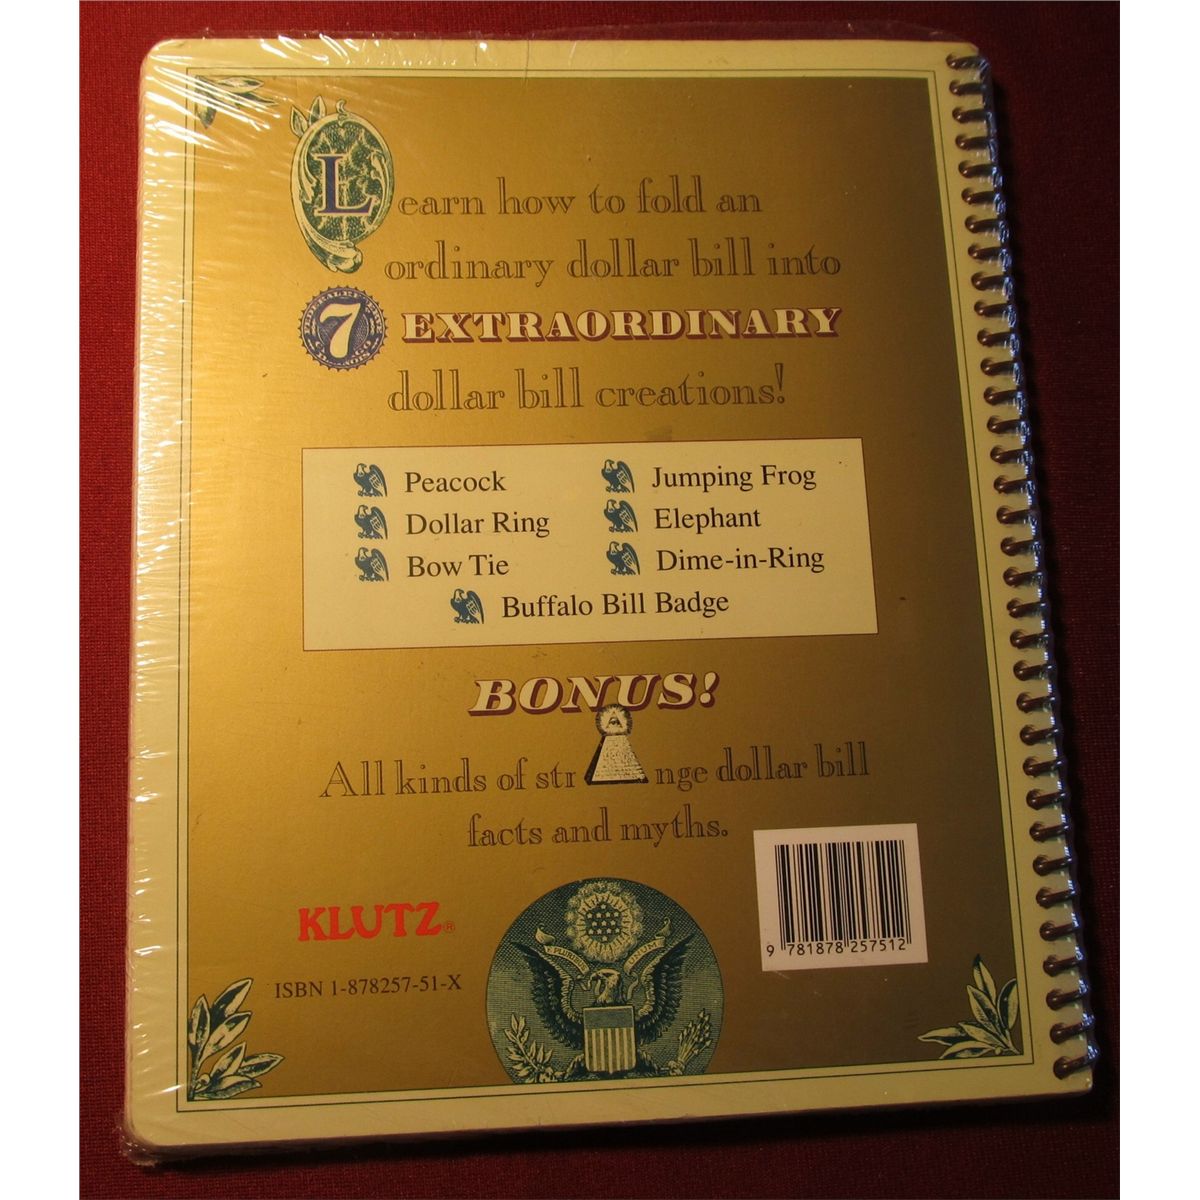 Learn how to fold an
ordinary dollar bill into
7 EXTRAORDINARY
dollar bill creations!
Peacock
Dollar Ring
Bow Tie
Jumping Frog
Elephant
Dime-in-Ring
Buffalo Bill Badge
BONUS!
All kinds of strange dollar bill
facts and myths.
KLUTZ®
ISBN 1-878257-51-X
9 781878 257512